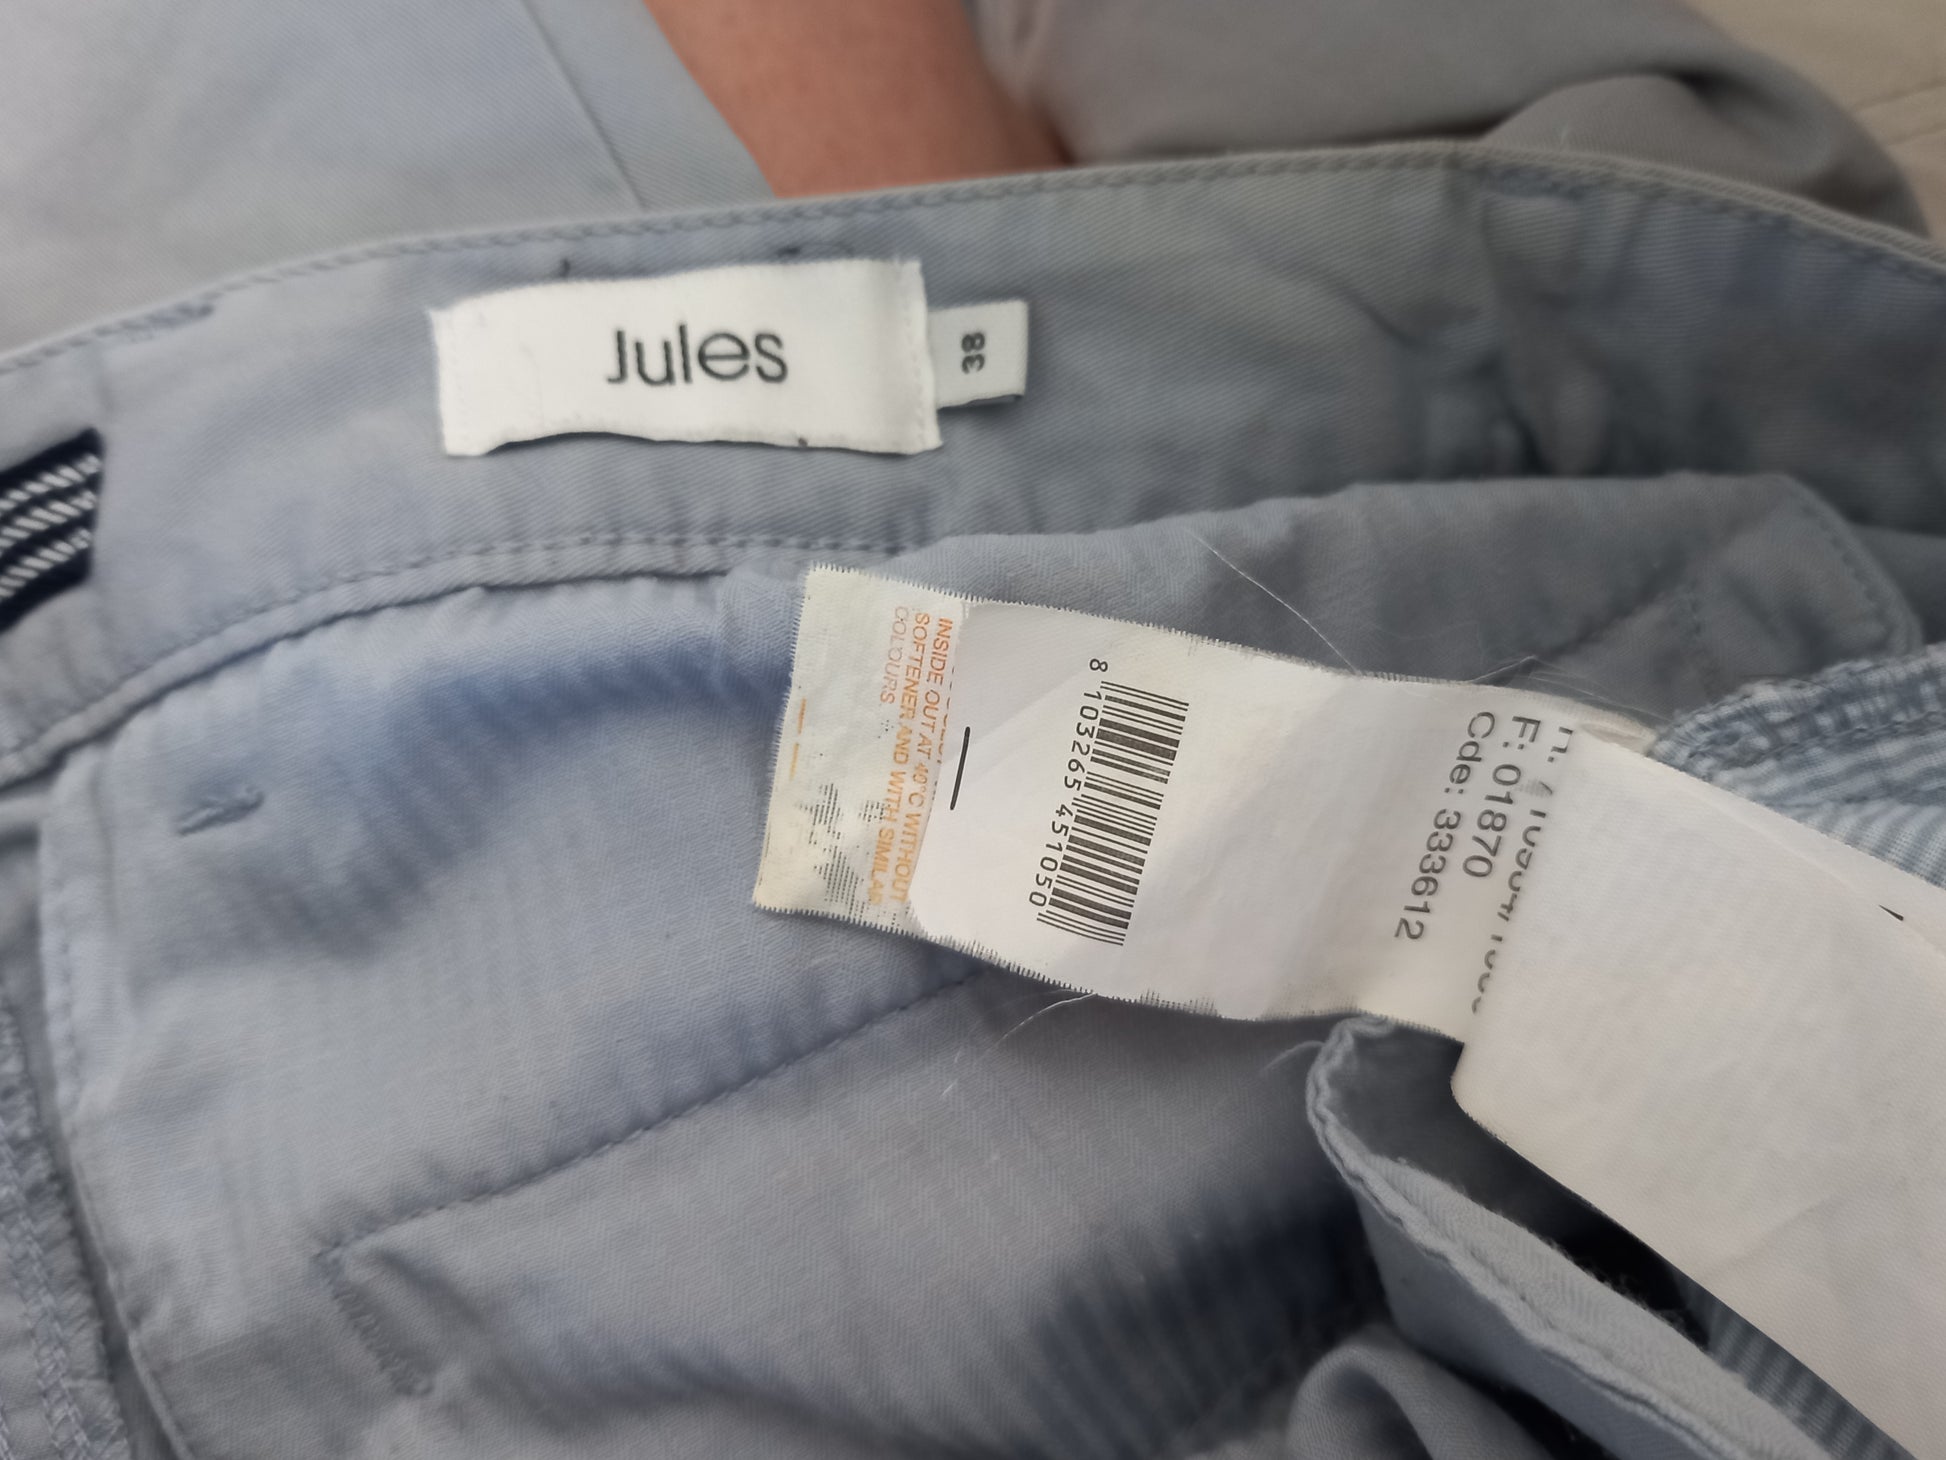 Jules
38
INSIDE OUT AT 40°C WITHOUT
SOFTENER AND WITH SIMILAR
COLOURS.
8 103265 451050
F: 01870
Cde: 333612